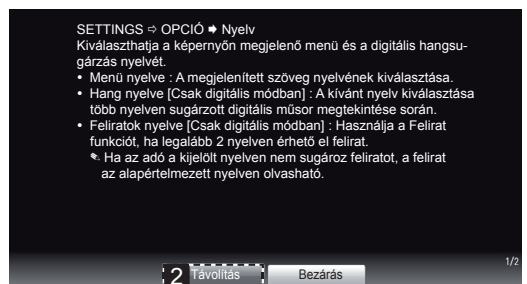 SETTINGS ⇨ OPCIÓ ➡ Nyelv
Kiválaszthatja a képernyőn megjelenő menü és a digitális hangsu-
gárzás nyelvét.
• Menü nyelve : A megjelenített szöveg nyelvének kiválasztása.
• Hang nyelve [Csak digitális módban] : A kívánt nyelv kiválasztása
több nyelven sugárzott digitális műsor megtekintése során.
• Feliratok nyelve [Csak digitális módban] : Használja a Felirat
funkciót, ha legalább 2 nyelven érhető el felirat.
✎ Ha az adó a kijelölt nyelven nem sugároz feliratot, a felirat
az alapértelmezett nyelven olvasható.
1/2
2 Távolítás Bezárás